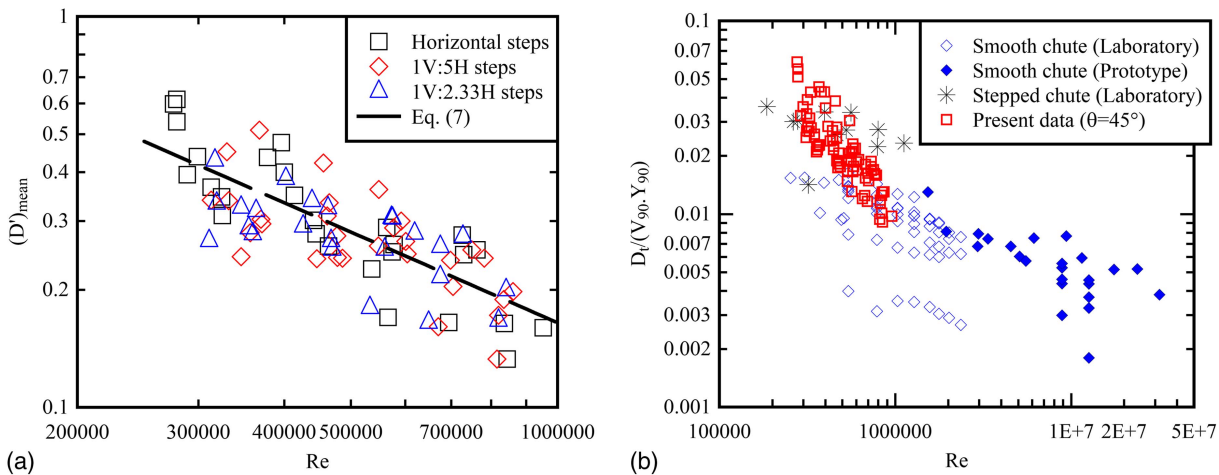 1
0.6
0.5
0.4
0.3
0.2
0.1
(D')mean
200000 300000 400000 500000 700000 1000000
Re
Horizontal steps
1V:5H steps
1V:2.33H steps
Eq. (7)
(a)
0.1
0.05
0.03
0.02
0.01
0.007
0.005
0.003
0.002
0.001
Dt/(V90.Y90)
100000 1000000 1E+7 2E+7 5E+7
Re
Smooth chute (Laboratory)
Smooth chute (Prototype)
Stepped chute (Laboratory)
Present data (θ=45°)
(b)